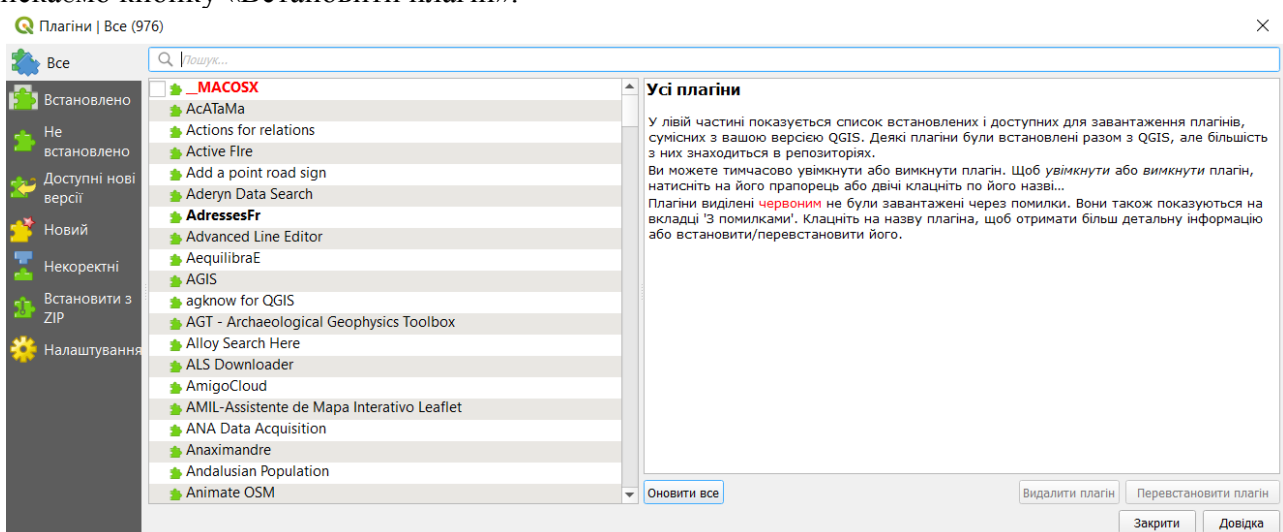 кнопку «Встановити плагін».
Плагіни | Все (976)
Все
Встановлено
Не
встановлено
Доступні нові
версії
Новий
Некоректні
Встановити з
ZIP
Налаштування
Пошук...
__MACOSX
AcATaMa
Actions for relations
Active FIre
Add a point road sign
Aderyn Data Search
AdressesFr
Advanced Line Editor
AequilibraE
AGIS
agknow for QGIS
AGT - Archaeological Geophysics Toolbox
Alloy Search Here
ALS Downloader
AmigoCloud
AMIL-Assistente de Mapa Interativo Leaflet
ANA Data Acquisition
Anaximandre
Andalusian Population
Animate OSM
Усі плагіни
У лівій частині показується список встановлених і доступних для завантаження плагінів,
сумісних з вашою версією QGIS. Деякі плагіни були встановлені разом з QGIS, але більшість
з них знаходиться в репозиторіях.
Ви можете тимчасово увімкнути або вимкнути плагін. Щоб увімкнути або вимкнути плагін,
натисніть на його прапорець або двічі клацніть по його назві...
Плагіни виділені червоним не були завантажені через помилки. Вони також показуються на
вкладці 'З помилками'. Клацніть на назву плагіна, щоб отримати більш детальну інформацію
або встановити/перевстановити його.
Оновити все
Видалити плагін
Перевстановити плагін
Закрити
Довідка